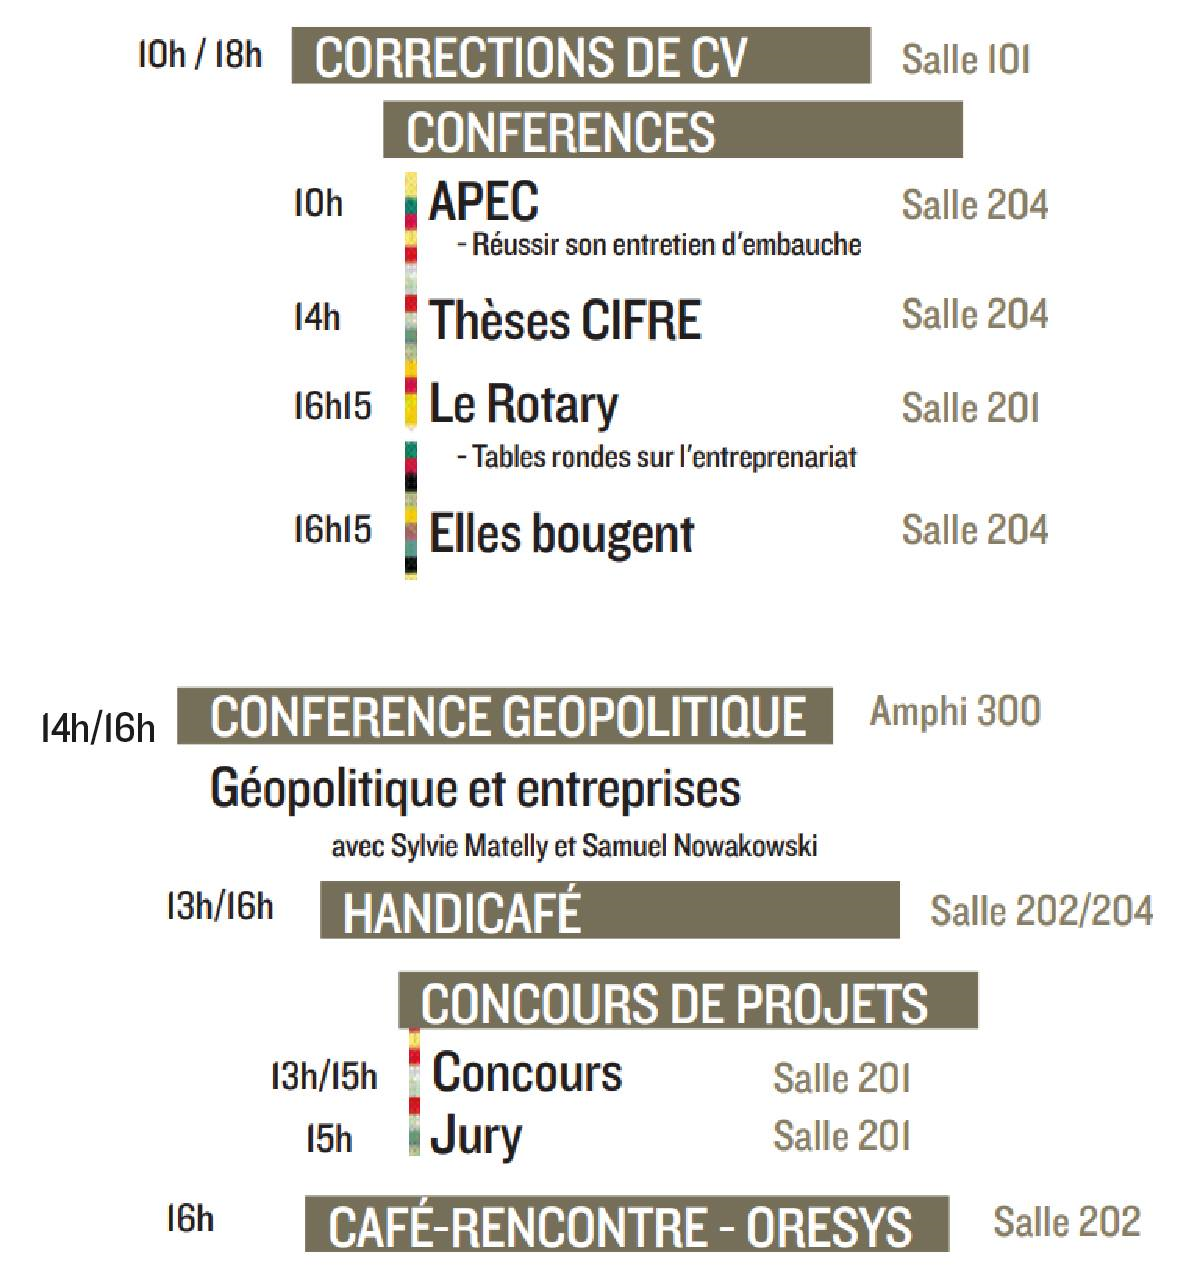 10h / 18h CORRECTIONS DE CV Salle 101
CONFERENCES
10h APEC Salle 204
- Réussir son entretien d'embauche
14h Thèses CIFRE Salle 204
16h15 Le Rotary Salle 201
- Tables rondes sur l'entreprenariat
16h15 Elles bougent Salle 204
14h/16h CONFERENCE GEOPOLITIQUE Amphi 300
Géopolitique et entreprises
avec Sylvie Matelly et Samuel Nowakowski
13h/16h HANDICAFÉ Salle 202/204
CONCOURS DE PROJETS
13h/15h Concours Salle 201
15h Jury Salle 201
16h CAFÉ-RENCONTRE - ORESYS Salle 202